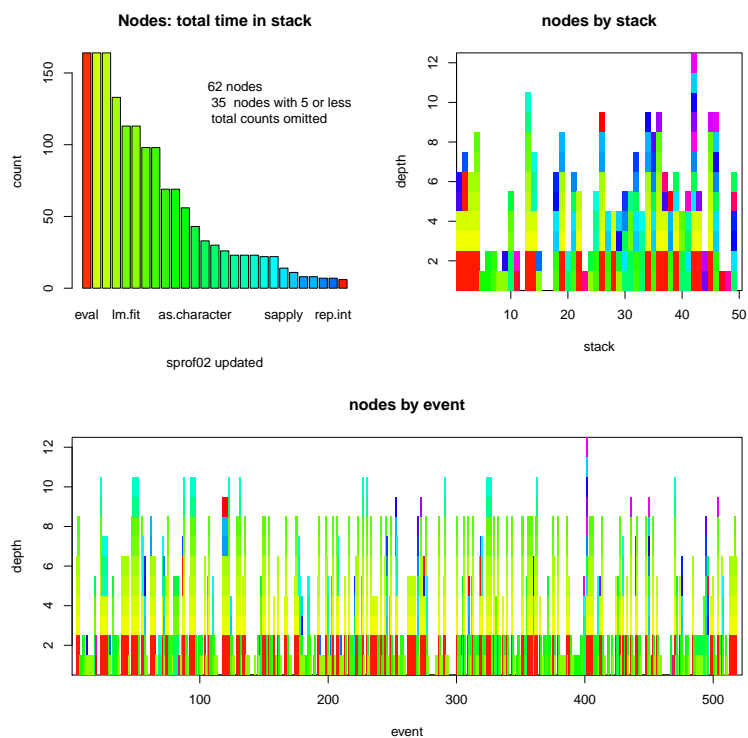 Nodes: total time in stack
62 nodes
35 nodes with 5 or less
total counts omitted
count
0
50
100
150
eval
lm.fit
as.character
sapply
rep.int
sprof02 updated
nodes by stack
depth
2
4
6
8
10
12
10
20
30
40
50
stack
nodes by event
depth
2
4
6
8
10
12
100
200
300
400
500
event